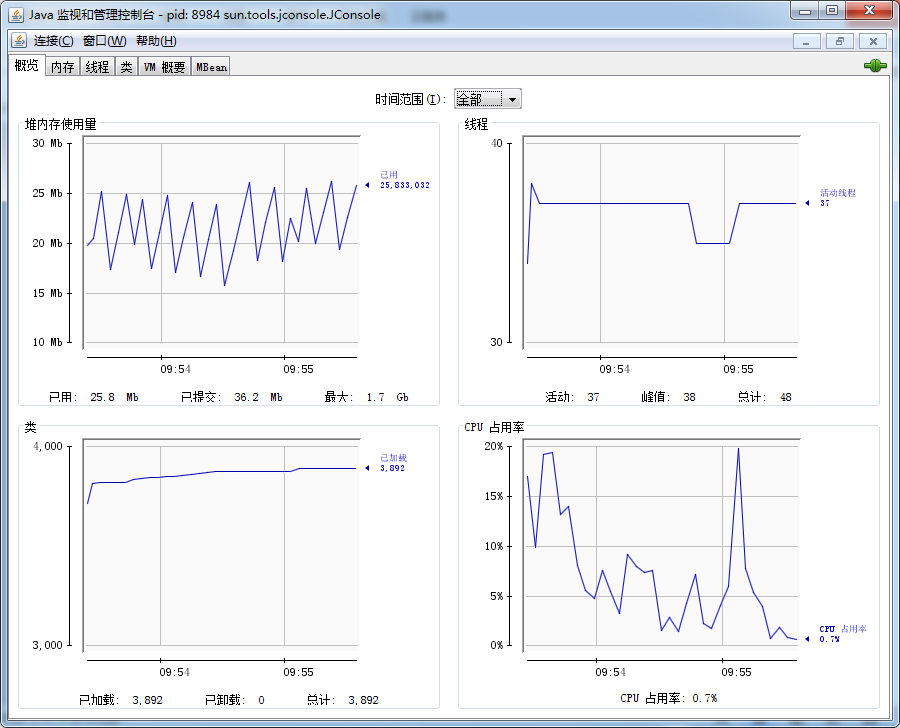 Java 监视和管理控制台 - pid: 8984 sun.tools.jconsole.JConsole
连接(C) 窗口(W) 帮助(H)
概览 内存 线程 类 VM 概要 MBean
时间范围(I): 全部
堆内存使用量
30 Mb
25 Mb
20 Mb
15 Mb
10 Mb
已用
25,833,032
09:54 09:55
已用: 25.8 Mb 已提交: 36.2 Mb 最大: 1.7 Gb
线程
40
30
活动线程
37
09:54 09:55
活动: 37 峰值: 38 总计: 48
类
4,000
3,000
已加载
3,892
09:54 09:55
已加载: 3,892 已卸载: 0 总计: 3,892
CPU 占用率
20%
15%
10%
5%
0%
CPU 占用率
0.7%
09:54 09:55
CPU 占用率: 0.7%